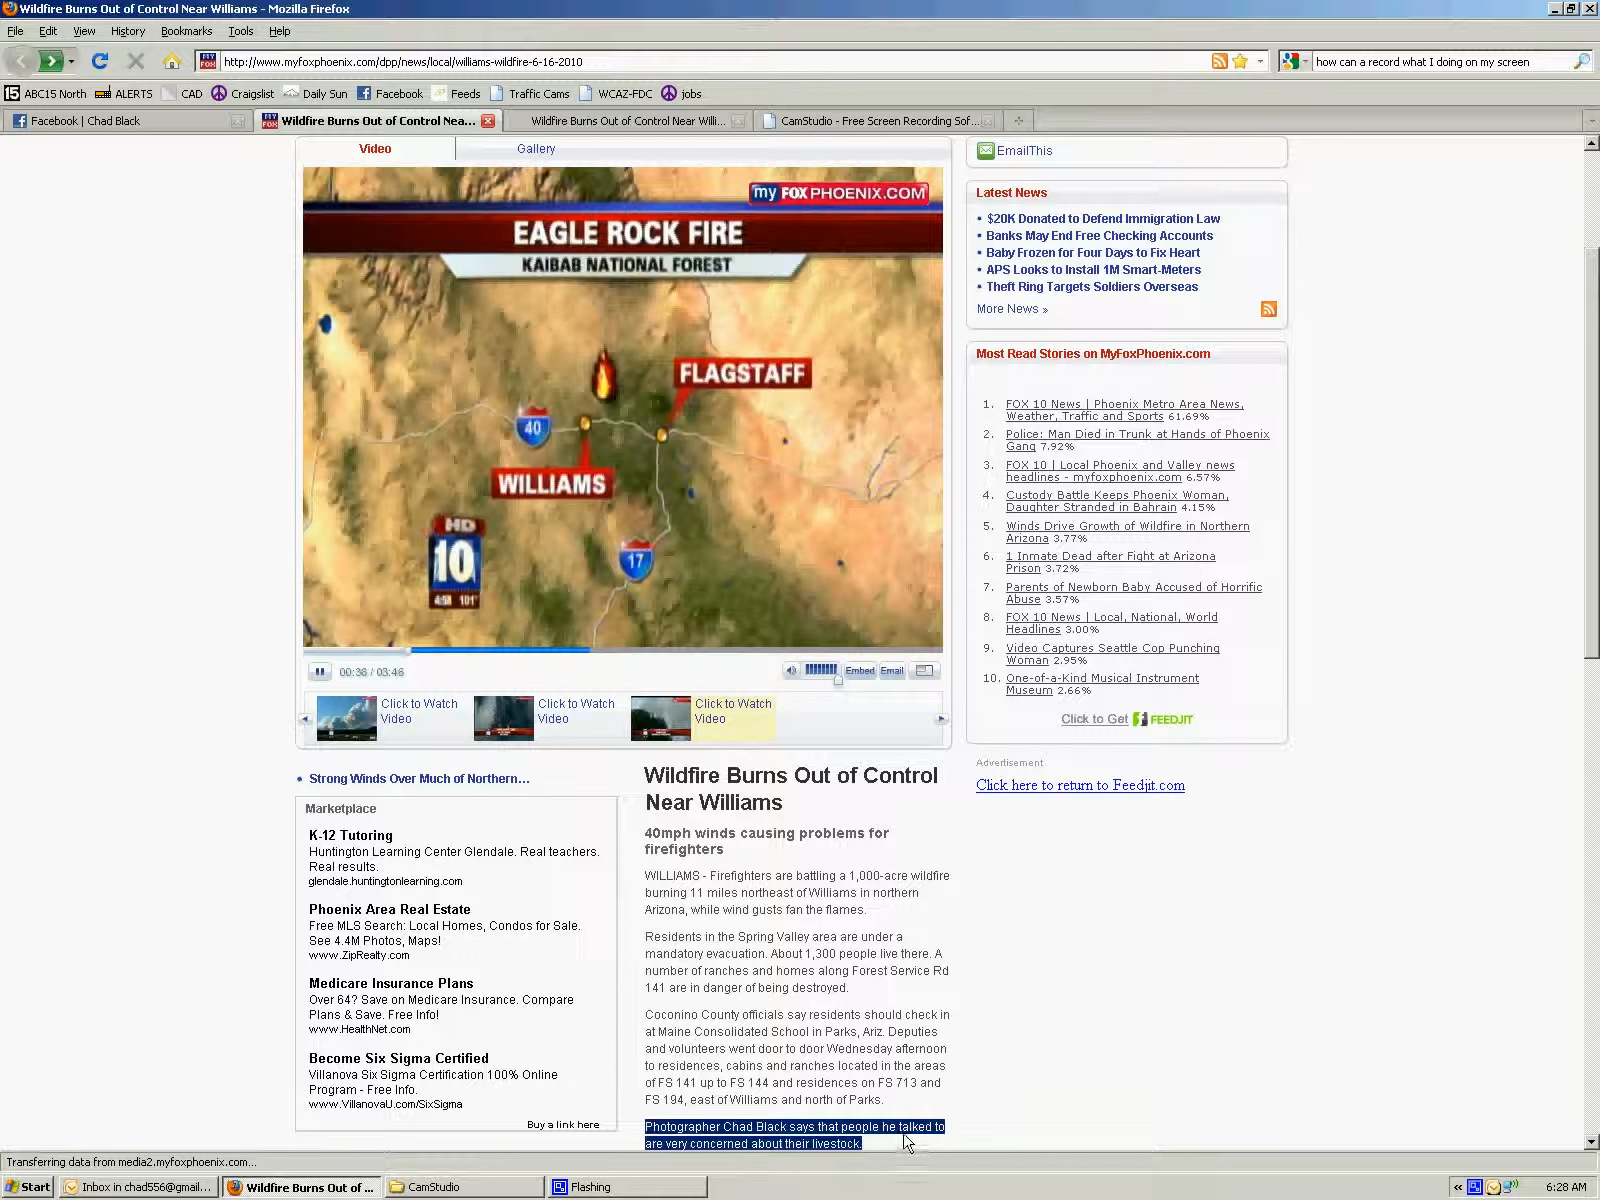 Wildfire Burns Out of Control Near Williams - Mozilla Firefox
File Edit View History Bookmarks Tools Help
http://www.myfoxphoenix.com/dpp/news/local/williams-wildfire-6-16-2010
how can a record what I doing on my screen
15 ABC15 North ALERTS CAD Craigslist Daily Sun Facebook Feeds Traffic Cams WCAZ-FDC jobs
Facebook | Chad Black
Wildfire Burns Out of Control Nea...
Wildfire Burns Out of Control Near Willi...
CamStudio - Free Screen Recording Sof...
Video Gallery
my FOX PHOENIX.COM
EAGLE ROCK FIRE
KAIBAB NATIONAL FOREST
FLAGSTAFF
40
WILLIAMS
HD
10
4:58 101°
17
00:36 / 03:46
Embed Email
Click to Watch
Video
Click to Watch
Video
Click to Watch
Video
EmailThis
Latest News
• $20K Donated to Defend Immigration Law
• Banks May End Free Checking Accounts
• Baby Frozen for Four Days to Fix Heart
• APS Looks to Install 1M Smart-Meters
• Theft Ring Targets Soldiers Overseas
More News »
Most Read Stories on MyFoxPhoenix.com
1. FOX 10 News | Phoenix Metro Area News,
Weather, Traffic and Sports 61.69%
2. Police: Man Died in Trunk at Hands of Phoenix
Gang 7.92%
3. FOX 10 | Local Phoenix and Valley news
headlines - myfoxphoenix.com 6.57%
4. Custody Battle Keeps Phoenix Woman,
Daughter Stranded in Bahrain 4.15%
5. Winds Drive Growth of Wildfire in Northern
Arizona 3.77%
6. 1 Inmate Dead after Fight at Arizona
Prison 3.72%
7. Parents of Newborn Baby Accused of Horrific
Abuse 3.57%
8. FOX 10 News | Local, National, World
Headlines 3.00%
9. Video Captures Seattle Cop Punching
Woman 2.95%
10. One-of-a-Kind Musical Instrument
Museum 2.66%
Click to Get FEEDJIT
Advertisement
Click here to return to Feedjit.com
• Strong Winds Over Much of Northern...
Marketplace
K-12 Tutoring
Huntington Learning Center Glendale. Real teachers.
Real results.
glendale.huntingtonlearning.com
Phoenix Area Real Estate
Free MLS Search: Local Homes, Condos for Sale.
See 4.4M Photos, Maps!
www.ZipRealty.com
Medicare Insurance Plans
Over 64? Save on Medicare Insurance. Compare
Plans & Save. Free Info!
www.HealthNet.com
Become Six Sigma Certified
Villanova Six Sigma Certification 100% Online
Program - Free Info.
www.VillanovaU.com/SixSigma
Buy a link here
Wildfire Burns Out of Control
Near Williams
40mph winds causing problems for
firefighters
WILLIAMS - Firefighters are battling a 1,000-acre wildfire
burning 11 miles northeast of Williams in northern
Arizona, while wind gusts fan the flames.
Residents in the Spring Valley area are under a
mandatory evacuation. About 1,300 people live there. A
number of ranches and homes along Forest Service Rd
141 are in danger of being destroyed.
Coconino County officials say residents should check in
at Maine Consolidated School in Parks, Ariz. Deputies
and volunteers went door to door Wednesday afternoon
to residences, cabins and ranches located in the areas
of FS 141 up to FS 144 and residences on FS 713 and
FS 194, east of Williams and north of Parks.
Photographer Chad Black says that people he talked to
are very concerned about their livestock.
Transferring data from media2.myfoxphoenix.com...
Start
Inbox in chad556@gmail...
Wildfire Burns Out of ...
CamStudio
Flashing
« 6:28 AM